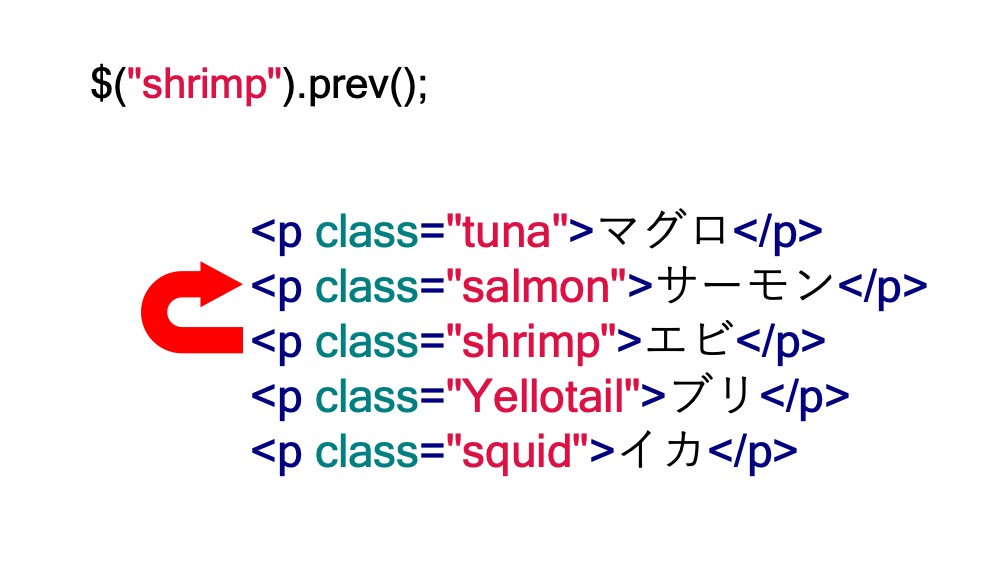 $("shrimp").prev();
<p class="tuna">マグロ</p>
<p class="salmon">サーモン</p>
<p class="shrimp">エビ</p>
<p class="Yellotail">ブリ</p>
<p class="squid">イカ</p>